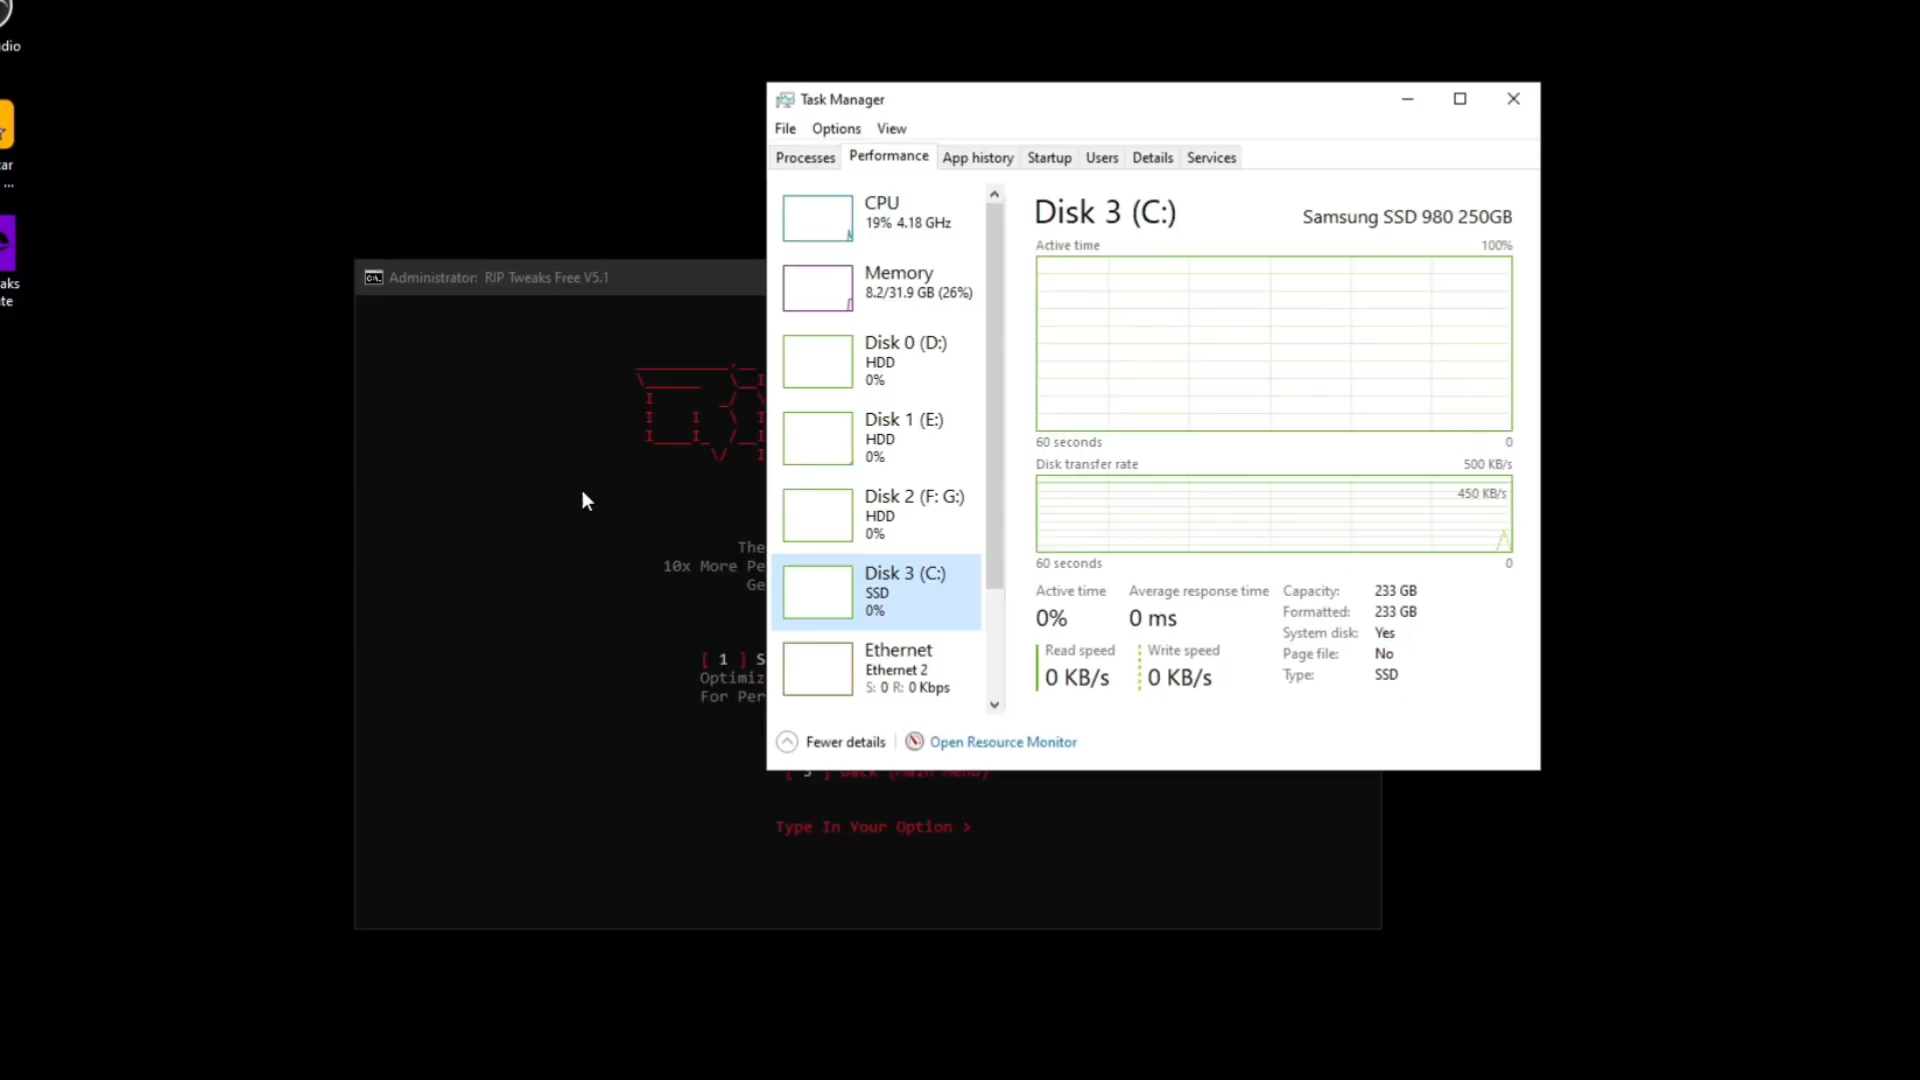 dio
ar
...
aks
te
Administrator:  RIP Tweaks Free V5.1
The
10x More Pe
Ge
[ 1 ] S
Optimiz
For Per
Type In Your Option >
Task Manager
File Options View
Processes Performance App history Startup Users Details Services
CPU
19% 4.18 GHz
Memory
8.2/31.9 GB (26%)
Disk 0 (D:)
HDD
0%
Disk 1 (E:)
HDD
0%
Disk 2 (F: G:)
HDD
0%
Disk 3 (C:)
SSD
0%
Ethernet
Ethernet 2
S: 0 R: 0 Kbps
Disk 3 (C:) Samsung SSD 980 250GB
Active time 100%
60 seconds 0
Disk transfer rate 500 KB/s
450 KB/s
60 seconds 0
Active time Average response time
0% 0 ms
Read speed Write speed
0 KB/s 0 KB/s
Capacity: 233 GB
Formatted: 233 GB
System disk: Yes
Page file: No
Type: SSD
Fewer details Open Resource Monitor